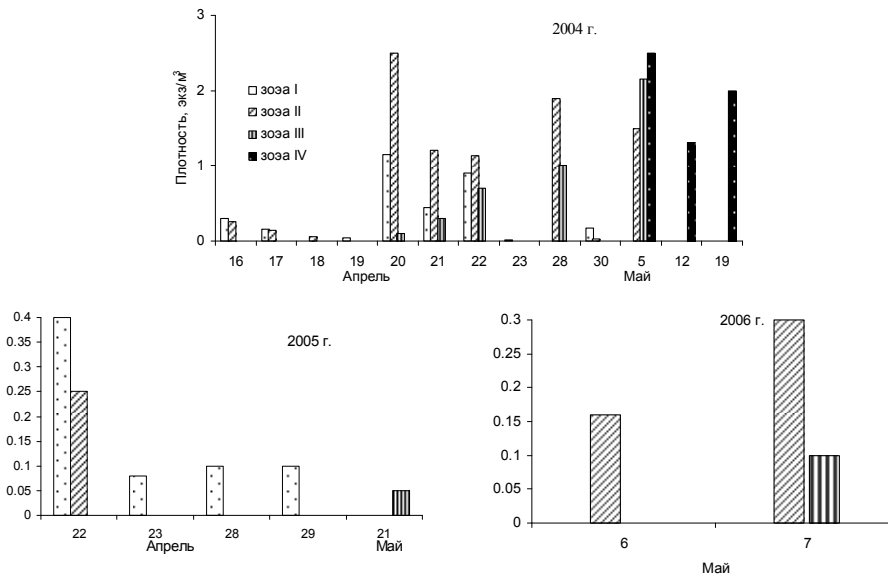 2004 г.
Плотность, экз/м³
3
2
1
0
зоэа I
зоэа II
зоэа III
зоэа IV
16 17 18 19 20 21 22 23 28 30 5 12 19
Апрель Май
2005 г.
0.4
0.35
0.3
0.25
0.2
0.15
0.1
0.05
0
22 23 28 29 21
Апрель Май
2006 г.
0.3
0.25
0.2
0.15
0.1
0.05
0
6 7
Май